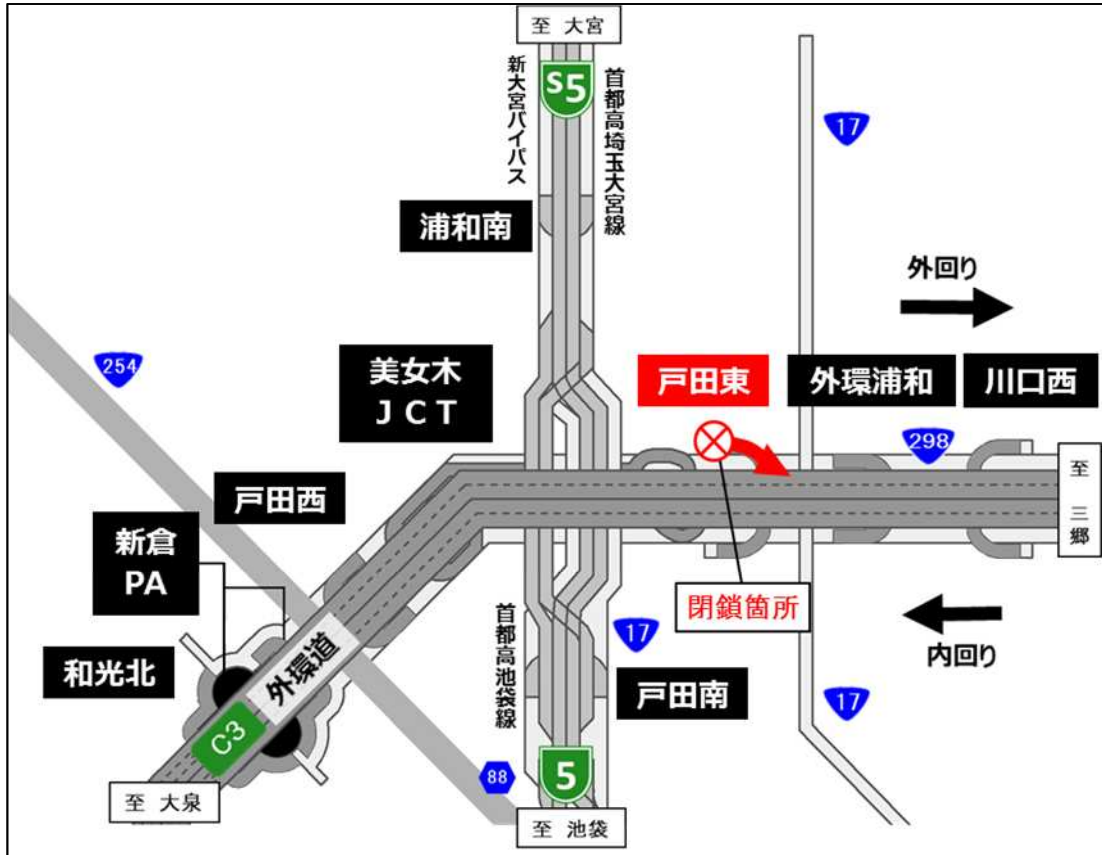 至 大宮
S5
新大宮バイパス
首都高埼玉大宮線
17
浦和南
外回り
254
美女木
JCT
戸田東
外環浦和
川口西
298
至 三郷
戸田西
新倉
PA
閉鎖箇所
首都高池袋線
17
内回り
外環道
和光北
戸田南
17
C3
88
5
至 大泉
至 池袋